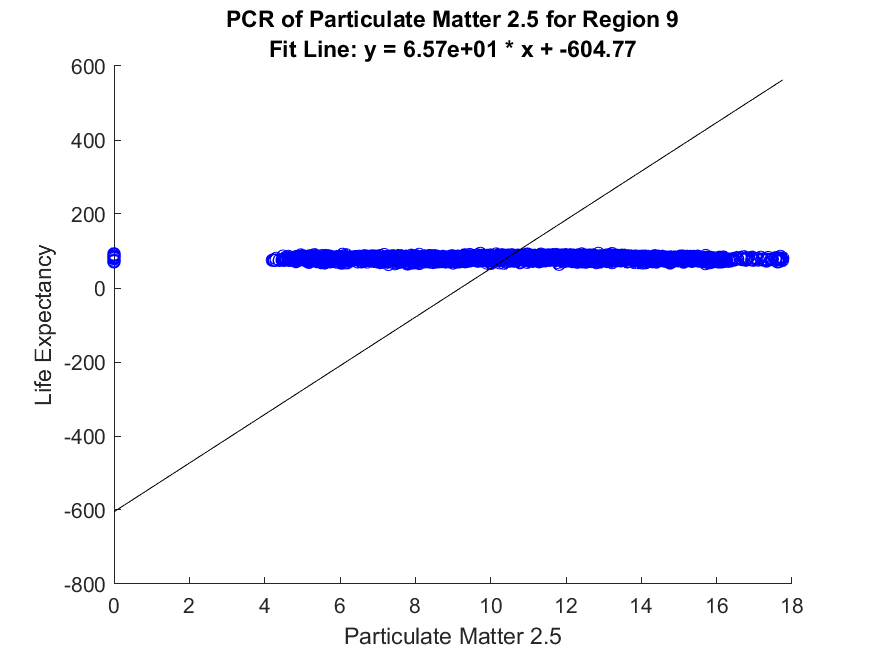 PCR of Particulate Matter 2.5 for Region 9
Fit Line: y = 6.57e+01 * x + -604.77
600
400
200
0
-200
-400
-600
-800
Life Expectancy
0 2 4 6 8 10 12 14 16 18
Particulate Matter 2.5